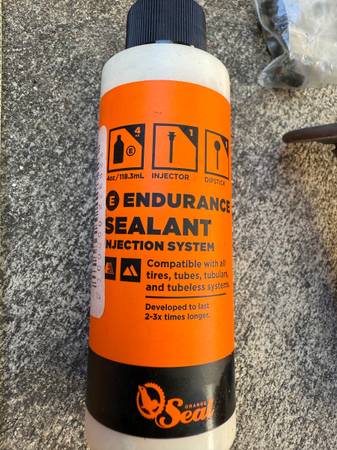 4
oz
E
1
4oz/118.3mL
INJECTOR
DIPSTICK
E ENDURANCE
SEALANT
INJECTION SYSTEM
Compatible with all
tires, tubes, tubulars,
and tubeless systems.
Developed to last
2-3x times longer.
ORANGE
Seal